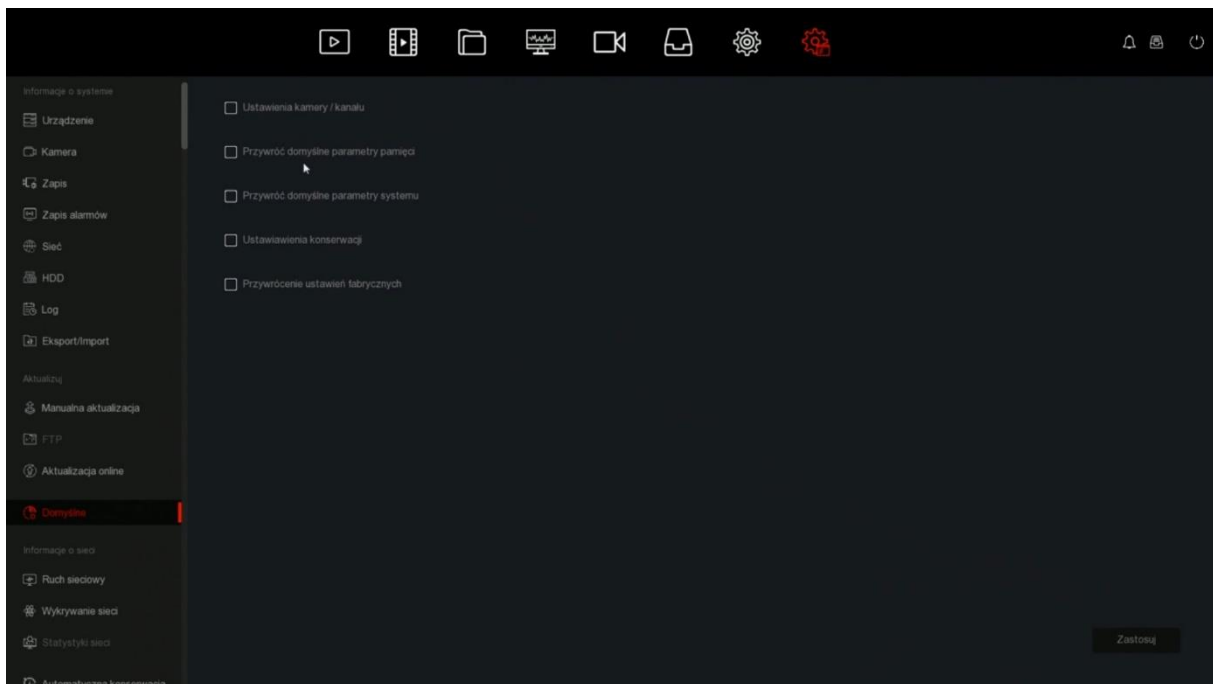 Informacje o systemie
Urządzenie
Kamera
Zapis
Zapis alarmów
Sieć
HDD
Log
Eksport/Import
Aktualizuj
Manualna aktualizacja
FTP
Aktualizacja online
Domyślne
Informacje o sieci
Ruch sieciowy
Wykrywanie sieci
Statystyki sieci
Automatyczna konserwacja
Ustawienia kamery / kanału
Przywróć domyślne parametry pamięci
Przywróć domyślne parametry systemu
Ustawiawienia konserwacji
Przywrócenie ustawień fabrycznych
Zastosuj